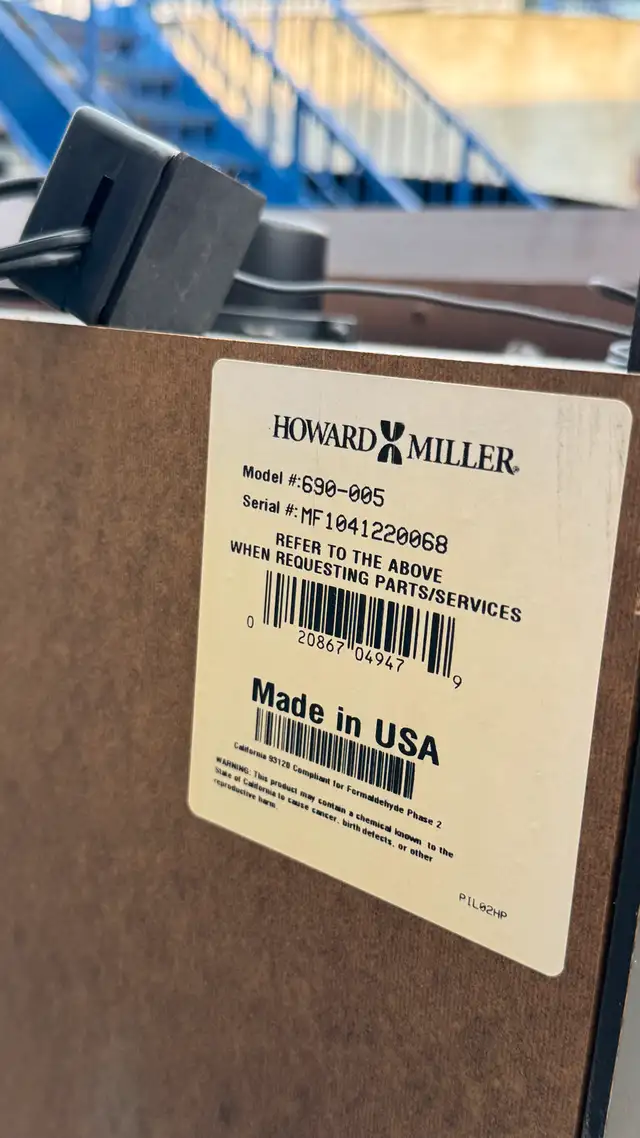 HOWARD MILLER
Model #:690-005
Serial #:MF1041220068
REFER TO THE ABOVE
WHEN REQUESTING PARTS/SERVICES
0 20867 04947 9
Made in USA
California 93120 Compliant for Formaldehyde Phase 2
WARNING: This product may contain a chemical known to the
State of California to cause cancer, birth defects, or other
reproductive harm.
PIL02HP